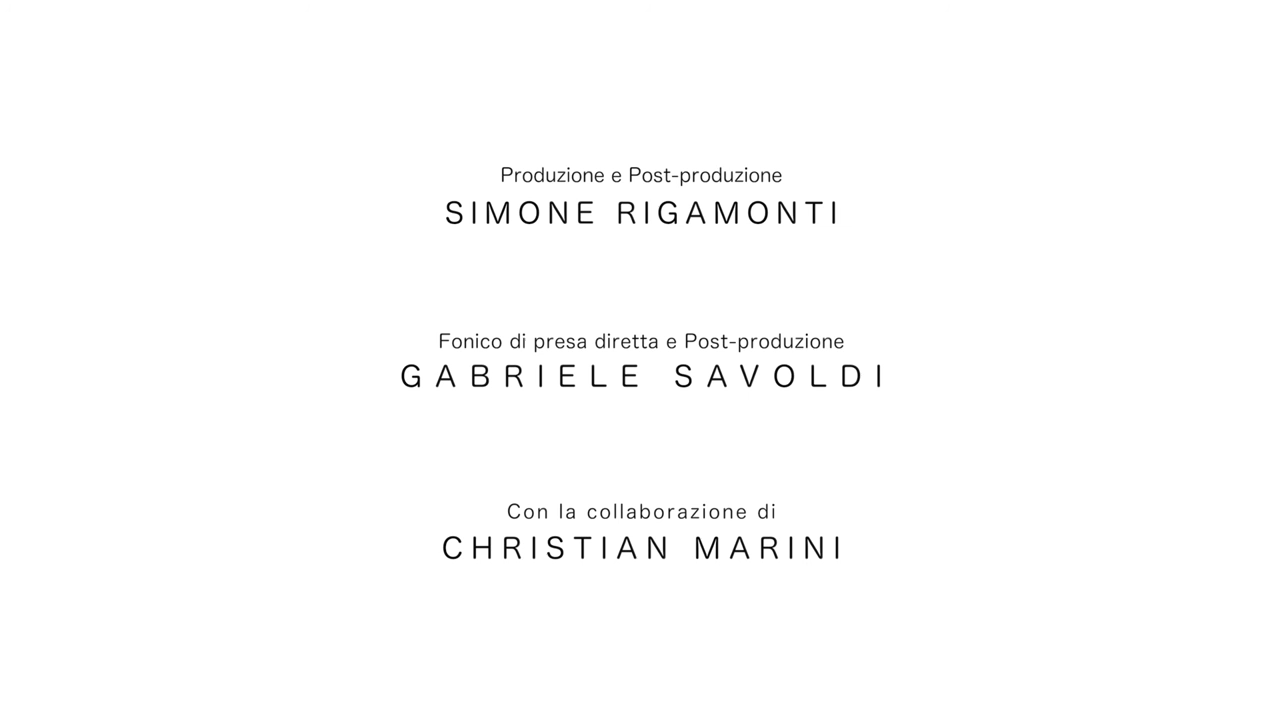 Produzione e Post-produzione
SIMONE RIGAMONTI
Fonico di presa diretta e Post-produzione
GABRIELE SAVOLDI
Con la collaborazione di
CHRISTIAN MARINI